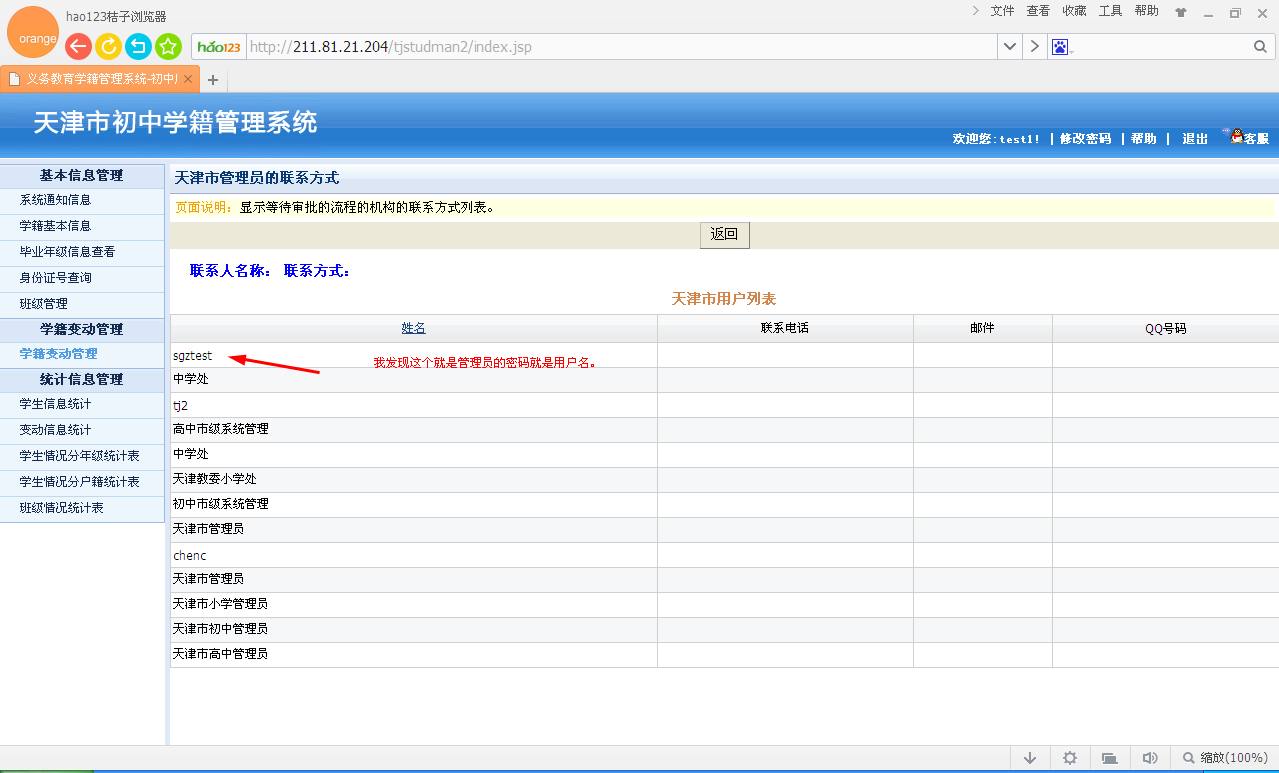 hao123桔子浏览器
文件 查看 收藏 工具 帮助
orange
hao123 http://211.81.21.204/tjstudman2/index.jsp
义务教育学籍管理系统-初中
天津市初中学籍管理系统
欢迎您:test1! | 修改密码 | 帮助 | 退出 客服
基本信息管理
系统通知信息
学籍基本信息
毕业年级信息查看
身份证号查询
班级管理
学籍变动管理
学籍变动管理
统计信息管理
学生信息统计
变动信息统计
学生情况分年级统计表
学生情况分户籍统计表
班级情况统计表
天津市管理员的联系方式
页面说明：显示等待审批的流程的机构的联系方式列表。
返回
联系人名称： 联系方式：
天津市用户列表
姓名 联系电话 邮件 QQ号码
sgztest
我发现这个就是管理员的密码就是用户名。
中学处
tj2
高中市级系统管理
中学处
天津教委小学处
初中市级系统管理
天津市管理员
chenc
天津市管理员
天津市小学管理员
天津市初中管理员
天津市高中管理员
缩放(100%)